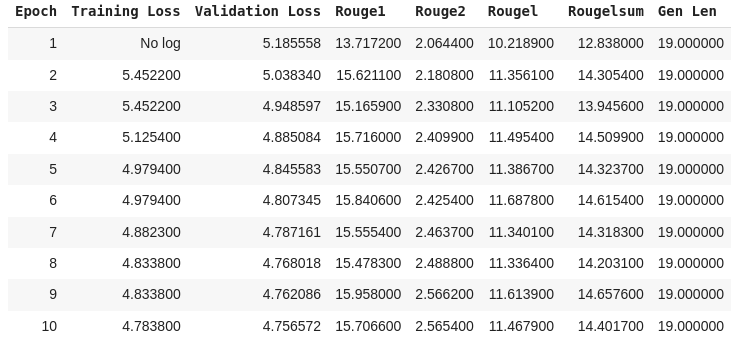 Epoch Training Loss Validation Loss Rouge1 Rouge2 Rougel Rougelsum Gen Len
1 No log 5.185558 13.717200 2.064400 10.218900 12.838000 19.000000
2 5.452200 5.038340 15.621100 2.180800 11.356100 14.305400 19.000000
3 5.452200 4.948597 15.165900 2.330800 11.105200 13.945600 19.000000
4 5.125400 4.885084 15.716000 2.409900 11.495400 14.509900 19.000000
5 4.979400 4.845583 15.550700 2.426700 11.386700 14.323700 19.000000
6 4.979400 4.807345 15.840600 2.425400 11.687800 14.615400 19.000000
7 4.882300 4.787161 15.555400 2.463700 11.340100 14.318300 19.000000
8 4.833800 4.768018 15.478300 2.488800 11.336400 14.203100 19.000000
9 4.833800 4.762086 15.958000 2.566200 11.613900 14.657600 19.000000
10 4.783800 4.756572 15.706600 2.565400 11.467900 14.401700 19.000000